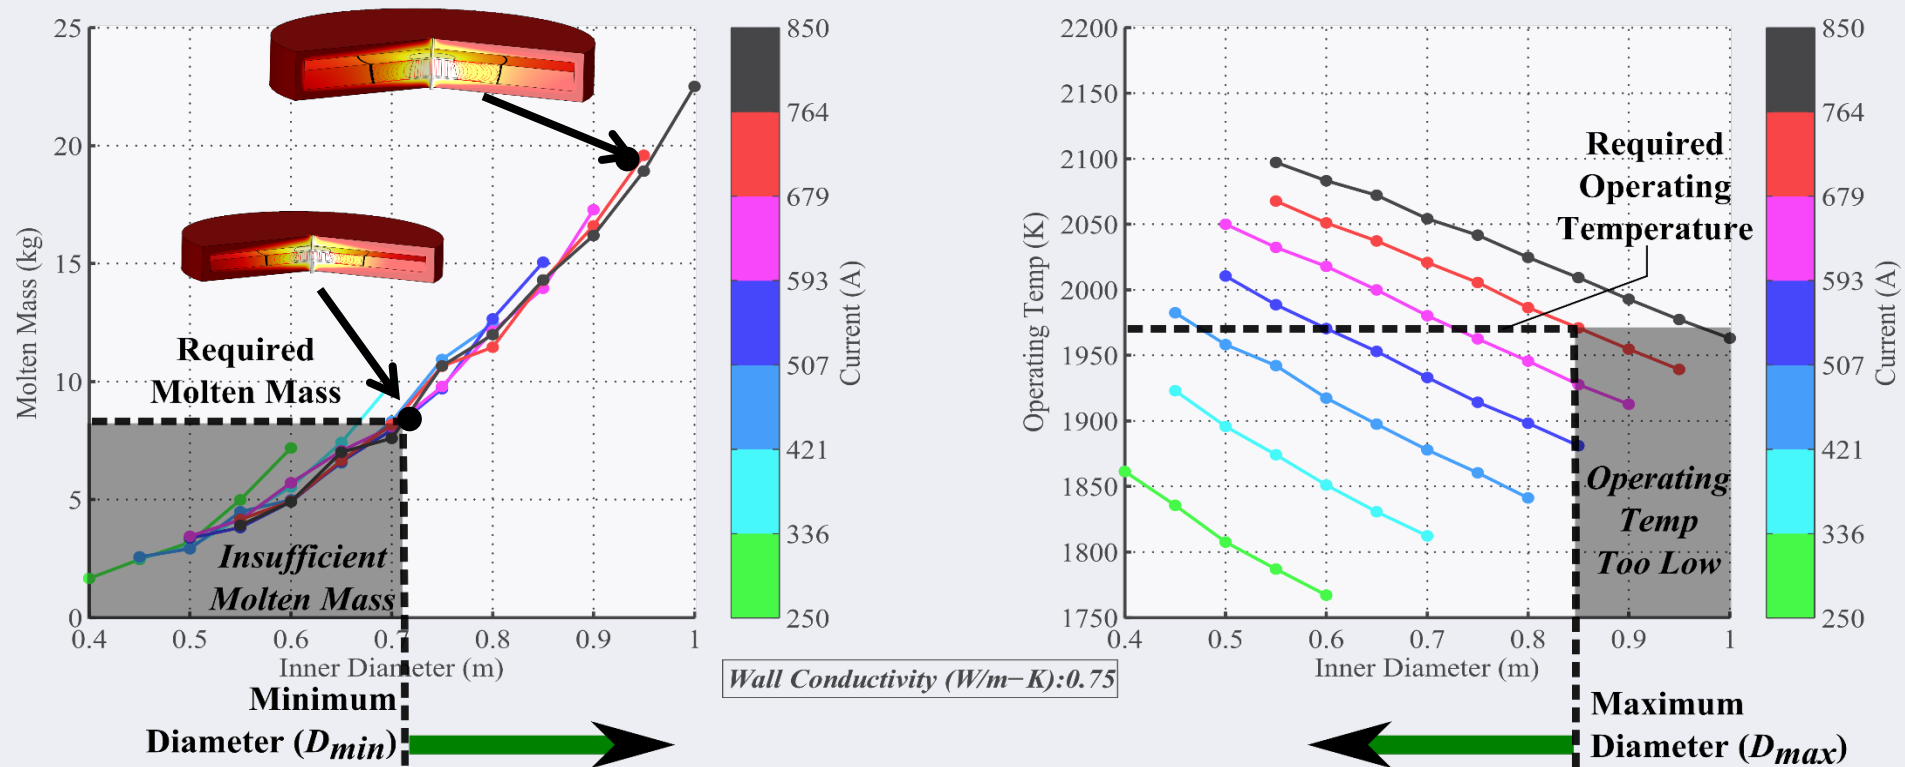 25
20
15
10
5
0
Molten Mass (kg)
Required
Molten Mass
Insufficient
Molten Mass
0.4
0.5
0.6
0.7
0.8
0.9
1
Inner Diameter (m)
Minimum
Diameter (Dmin)
850
764
679
593
507
421
336
250
Current (A)
Wall Conductivity (W/m−K):0.75
2200
2150
2100
2050
2000
1950
1900
1850
1800
1750
Operating Temp (K)
Required
Operating
Temperature
Operating
Temp
Too Low
0.4
0.5
0.6
0.7
0.8
0.9
1
Inner Diameter (m)
Maximum
Diameter (Dmax)
850
764
679
593
507
421
336
250
Current (A)